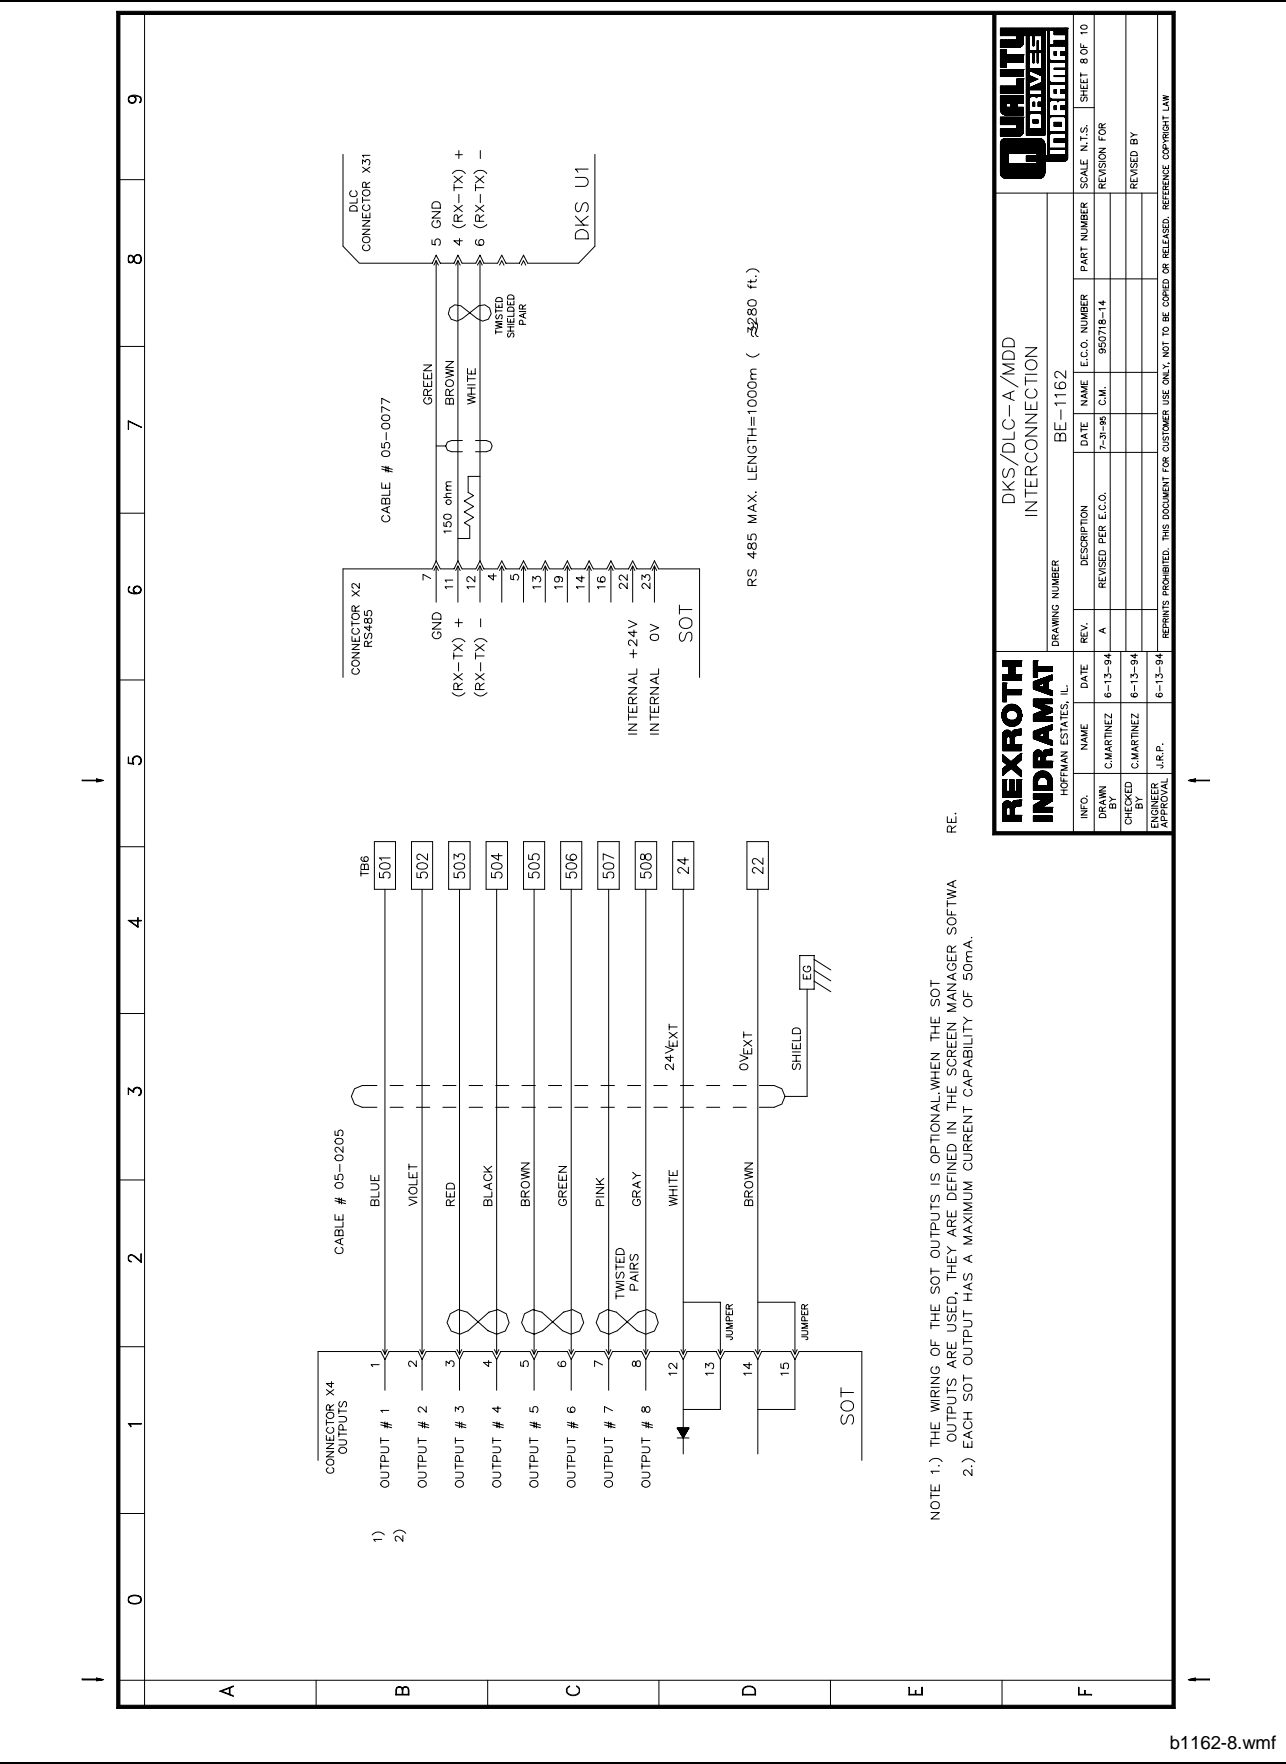 0
1
2
3
4
5
6
7
8
9
A
B
C
D
E
F
CONNECTOR X4
OUTPUTS
1)
2)
OUTPUT # 1
OUTPUT # 2
OUTPUT # 3
OUTPUT # 4
OUTPUT # 5
OUTPUT # 6
OUTPUT # 7
OUTPUT # 8
SOT
1
2
3
4
5
6
7
8
12
13
14
15
JUMPER
JUMPER
TWISTED
PAIRS
CABLE # 05-0205
BLUE
VIOLET
RED
BLACK
BROWN
GREEN
PINK
GRAY
WHITE
BROWN
24VEXT
0VEXT
SHIELD
EG
TB6
501
502
503
504
505
506
507
508
24
22
CONNECTOR X2
RS485
GND
(RX-TX) +
(RX-TX) -
INTERNAL +24V
INTERNAL 0V
SOT
7
11
12
4
5
13
19
14
16
22
23
150 ohm
CABLE # 05-0077
GREEN
BROWN
WHITE
TWISTED
SHIELDED
PAIR
DLC
CONNECTOR X31
5 GND
4 (RX-TX) +
6 (RX-TX) -
DKS U1
RS 485 MAX. LENGTH=1000m ( ≈3280 ft.)
NOTE 1.) THE WIRING OF THE SOT OUTPUTS IS OPTIONAL.WHEN THE SOT
OUTPUTS ARE USED, THEY ARE DEFINED IN THE SCREEN MANAGER SOFTWA RE.
2.) EACH SOT OUTPUT HAS A MAXIMUM CURRENT CAPABILITY OF 50mA.
REXROTH
INDRAMAT
HOFFMAN ESTATES, IL.
DKS/DLC-A/MDD
INTERCONNECTION
DRAWING NUMBER
BE-1162
QUALITY
DRIVES
INDRAMAT
INFO. NAME DATE REV. DESCRIPTION DATE NAME E.C.O. NUMBER PART NUMBER SCALE N.T.S. SHEET 8 OF 10
DRAWN
BY
C.MARTINEZ 6-13-94 A REVISED PER E.C.O. 7-31-95 C.M. 950718-14 REVISION FOR
CHECKED
BY
C.MARTINEZ 6-13-94 REVISED BY
ENGINEER
APPROVAL
J.R.P. 6-13-94
REPRINTS PROHIBITED. THIS DOCUMENT FOR CUSTOMER USE ONLY, NOT TO BE COPIED OR RELEASED. REFERENCE COPYRIGHT LAW
b1162-8.wmf